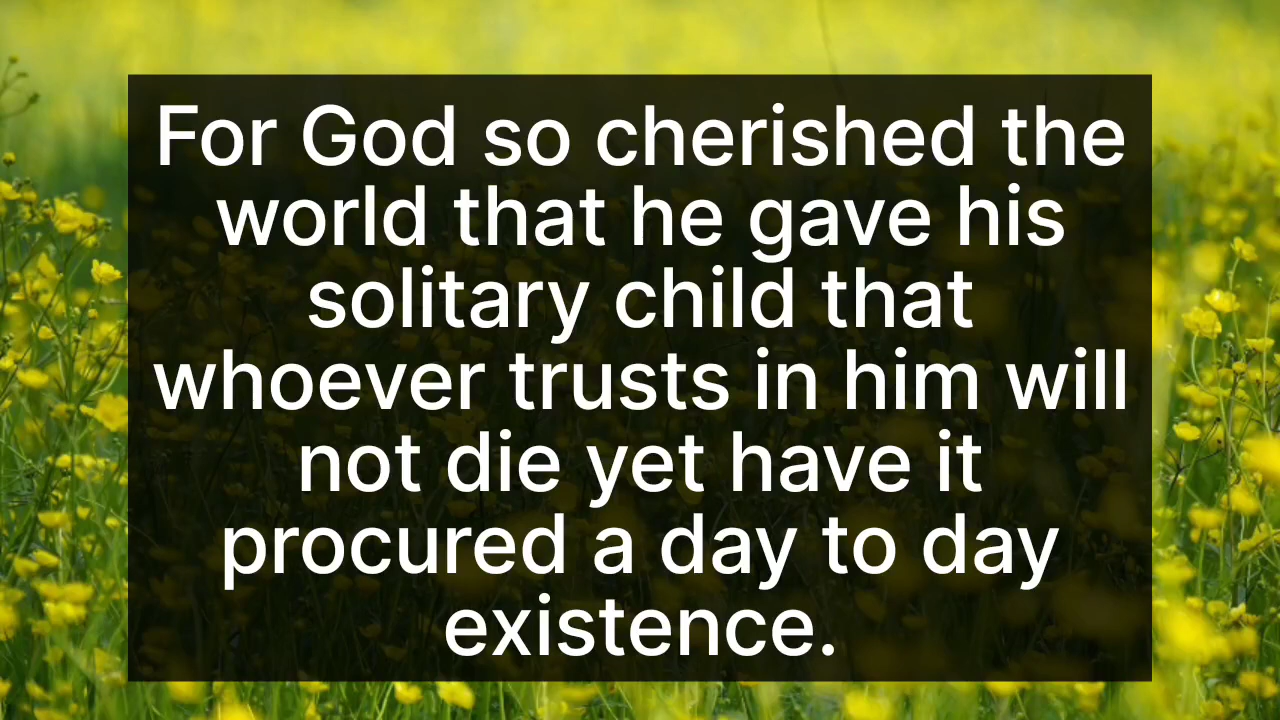 For God so cherished the
world that he gave his
solitary child that
whoever trusts in him will
not die yet have it
procured a day to day
existence.